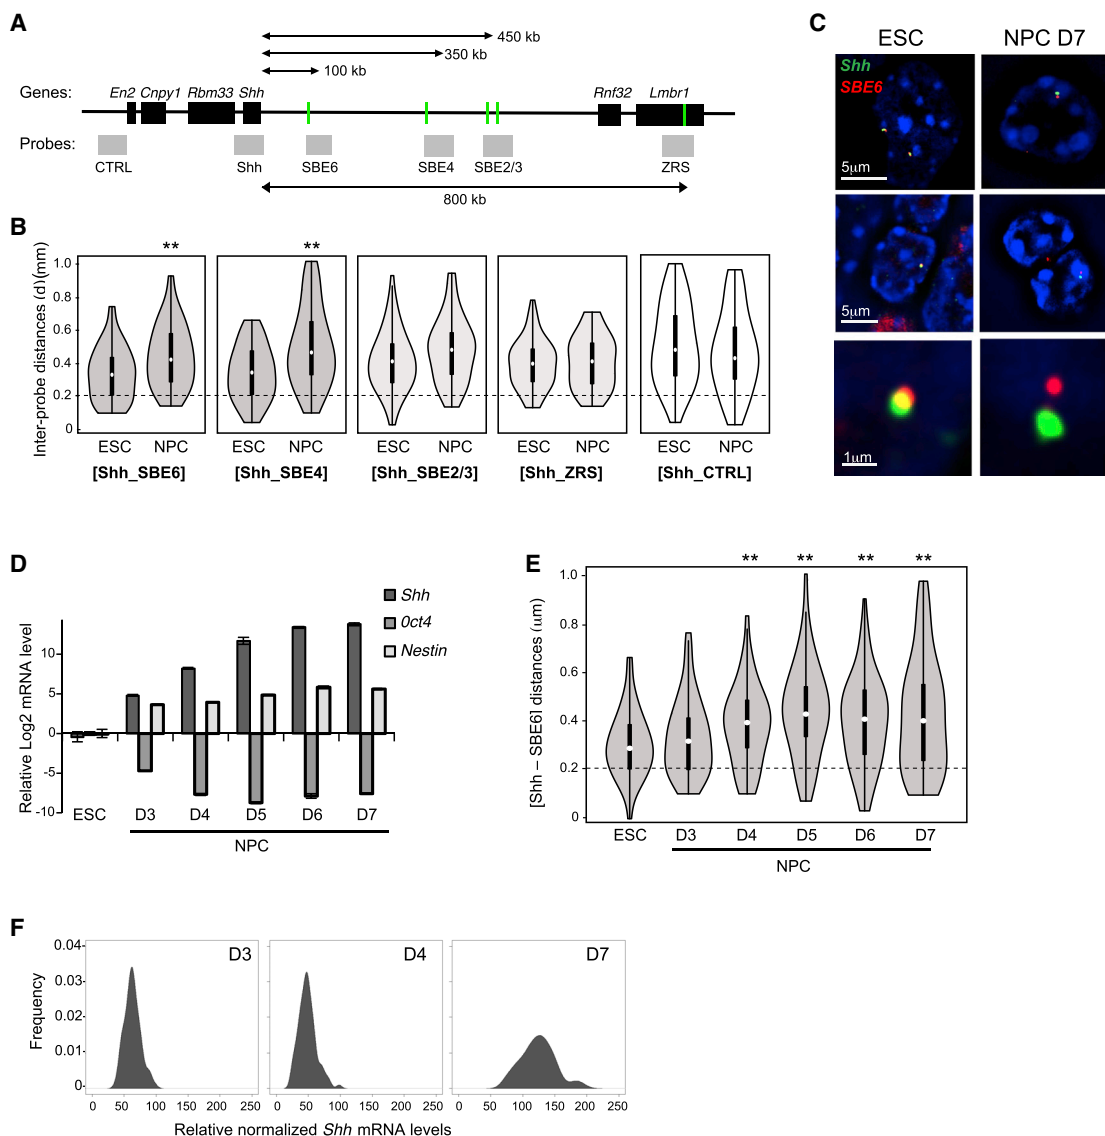 A
450 kb
350 kb
100 kb
Genes: En2 Cnpy1 Rbm33 Shh Rnf32 Lmbr1
Probes:
CTRL Shh SBE6 SBE4 SBE2/3 ZRS
800 kb
B
Inter-probe distances (d)(mm)
1.0
0.8
0.6
0.4
0.2
0
** **
ESC NPC ESC NPC ESC NPC ESC NPC ESC NPC
[Shh_SBE6] [Shh_SBE4] [Shh_SBE2/3] [Shh_ZRS] [Shh_CTRL]
C
ESC NPC D7
Shh
SBE6
5µm
5µm
1µm
D
Relative Log2 mRNA level
10
5
0
-5
-10
Shh
0ct4
Nestin
ESC D3 D4 D5 D6 D7
NPC
E
[Shh – SBE6] distances (um)
1.0
0.8
0.6
0.4
0.2
0
** ** ** **
ESC D3 D4 D5 D6 D7
NPC
F
Frequency
0.04
0.03
0.02
0.01
0
D3 D4 D7
0 50 100 150 200 250 0 50 100 150 200 250 0 50 100 150 200 250
Relative normalized Shh mRNA levels